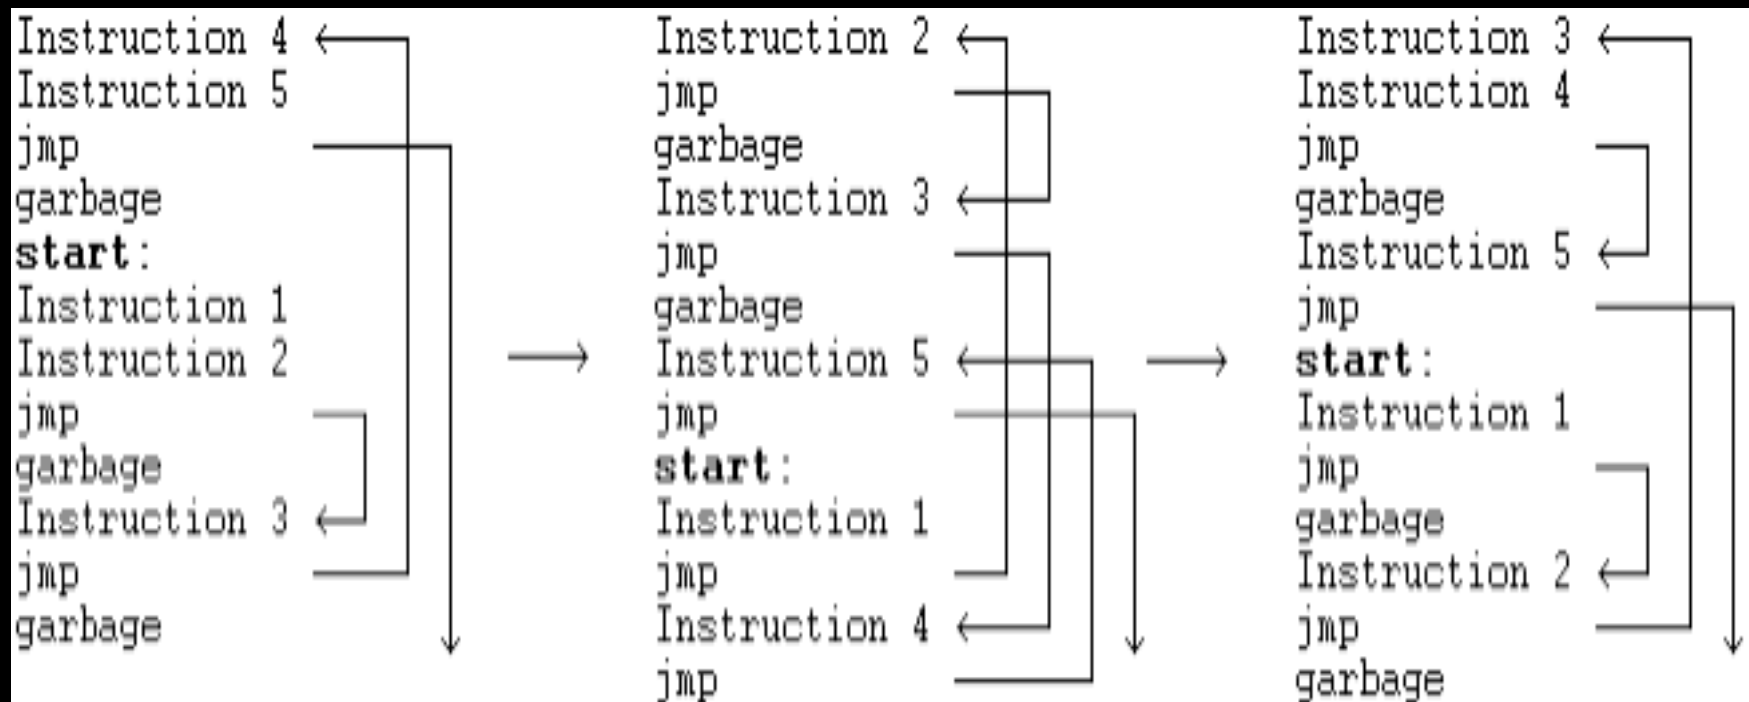 Instruction 4
Instruction 5
jmp
garbage
start:
Instruction 1
Instruction 2
jmp
garbage
Instruction 3
jmp
garbage
Instruction 2
jmp
garbage
Instruction 3
jmp
garbage
Instruction 5
jmp
start:
Instruction 1
jmp
Instruction 4
jmp
Instruction 3
Instruction 4
jmp
garbage
Instruction 5
jmp
start:
Instruction 1
jmp
garbage
Instruction 2
jmp
garbage